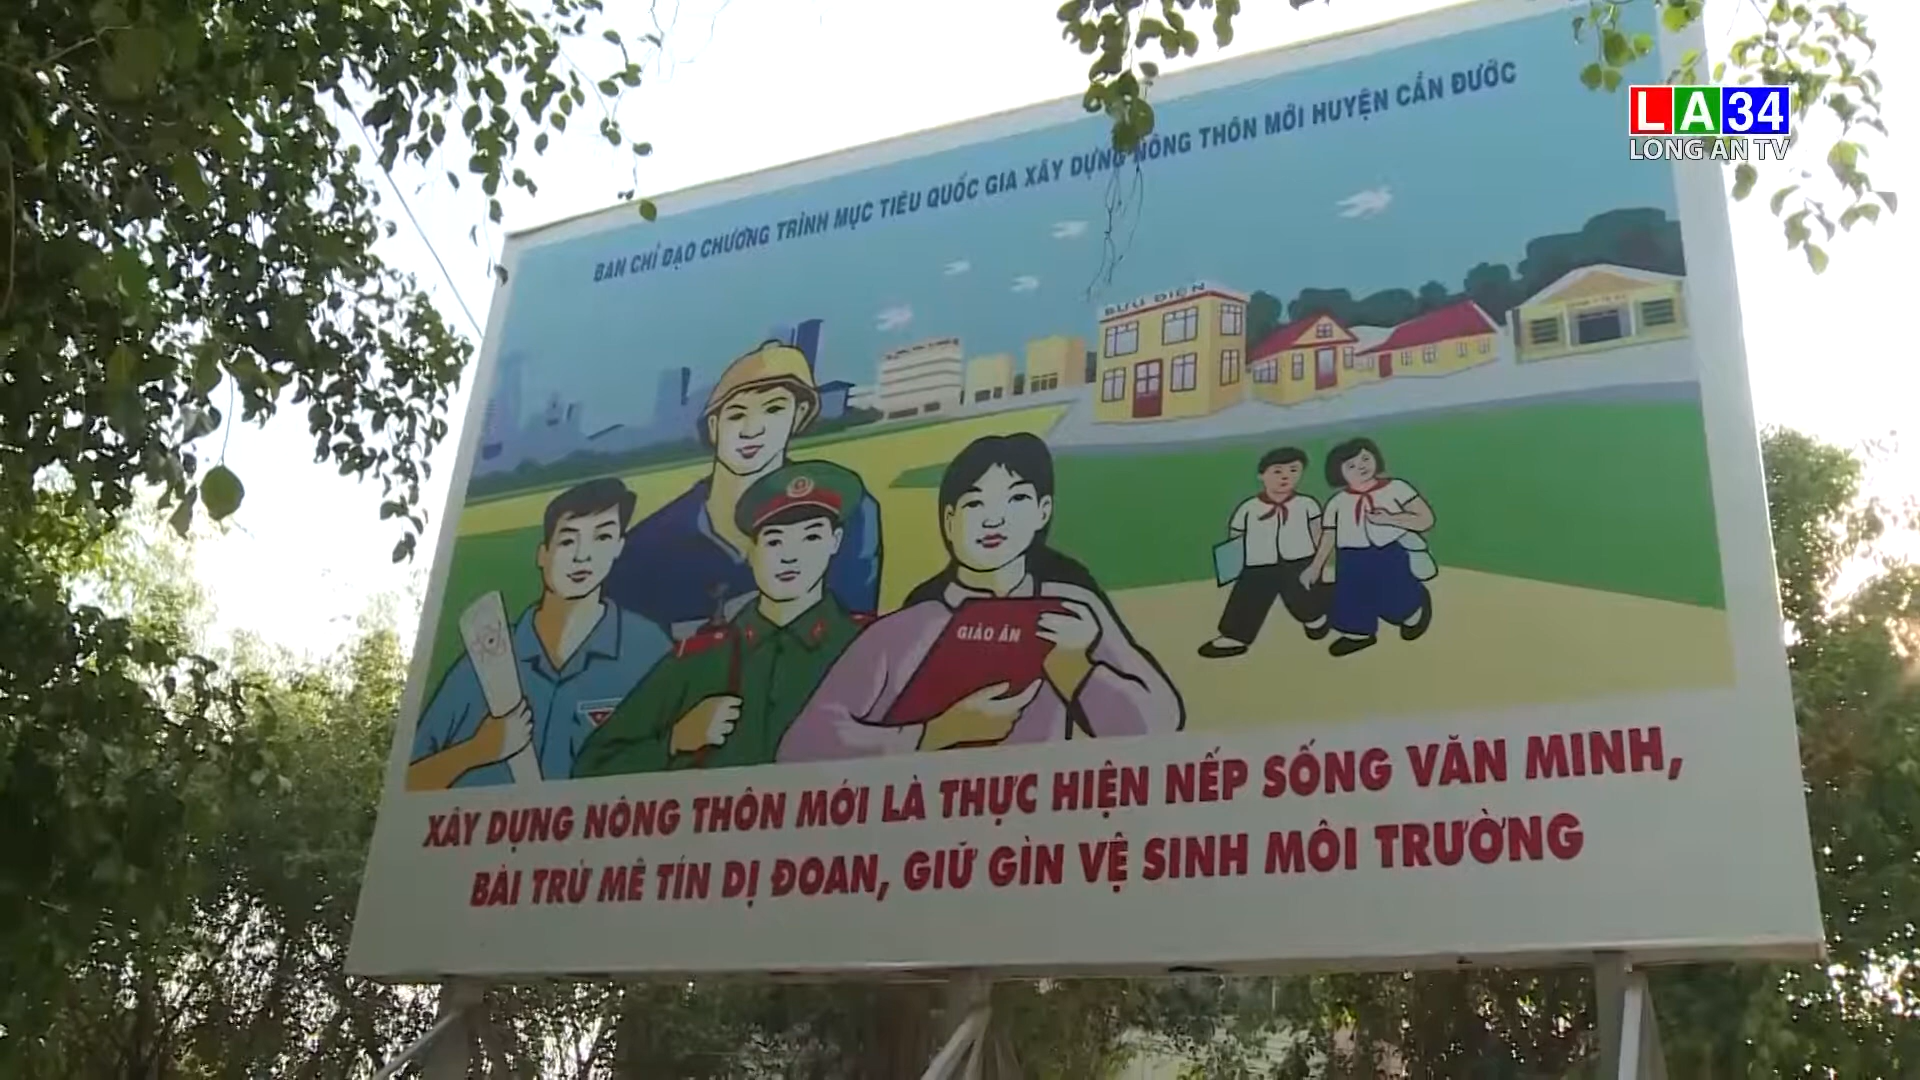 LA34
LONG AN TV
BAN CHỈ ĐẠO CHƯƠNG TRÌNH MỤC TIÊU QUỐC GIA XÂY DỰNG NÔNG THÔN MỚI HUYỆN CẦN ĐƯỚC
BƯU ĐIỆN
GIÁO ÁN
XÂY DỰNG NÔNG THÔN MỚI LÀ THỰC HIỆN NẾP SỐNG VĂN MINH,
BÀI TRỪ MÊ TÍN DỊ ĐOAN, GIỮ GÌN VỆ SINH MÔI TRƯỜNG